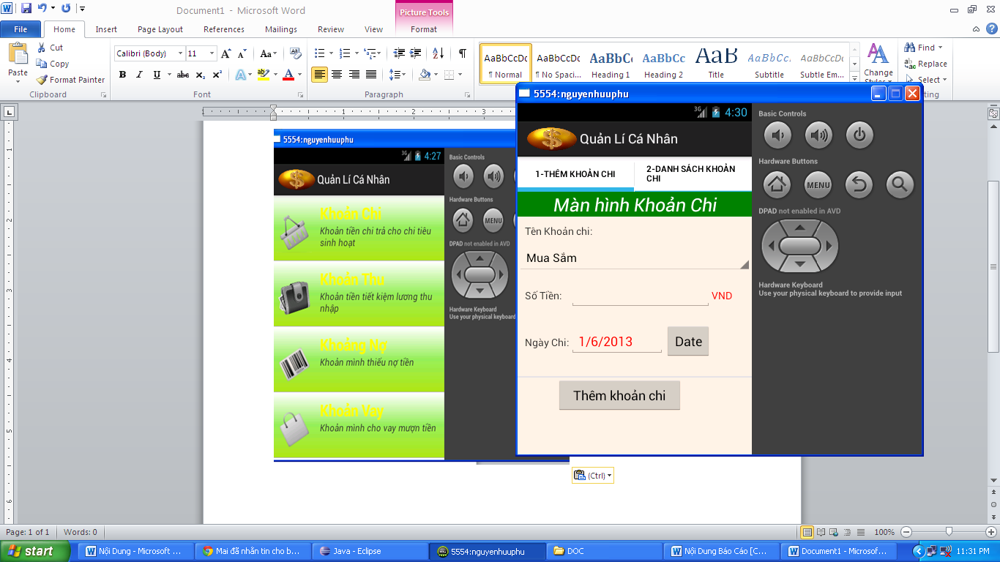 Document1 - Microsoft Word
Picture Tools
File
Home
Insert
Page Layout
References
Mailings
Review
View
Format
Paste
Cut
Copy
Format Painter
Clipboard
Calibri (Body)
11
Font
Paragraph
AaBbCcDc
¶ Normal
AaBbCcDc
¶ No Spaci...
AaBbCc
Heading 1
AaBbCc
Heading 2
AaB
Title
AaBbCc.
Subtitle
AaBbCcDc
Subtle Em...
Change
Styles
Find
Replace
Select
5554:nguyenhuuphu
3G
4:27
Quản Lí Cá Nhân
Khoản Chi
Khoản tiền chi trả cho chi tiêu
sinh hoạt
Khoản Thu
Khoản tiền tiết kiệm lương thu
nhập
Khoảng Nợ
Khoản mình thiếu nợ tiền
Khoản Vay
Khoản mình cho vay mượn tiền
Basic Controls
Hardware Buttons
MENU
DPAD not enabled in AVD
Hardware Keyboard
Use your physical keyboard
5554:nguyenhuuphu
3G
4:30
Quản Lí Cá Nhân
1-THÊM KHOẢN CHI
2-DANH SÁCH KHOẢN
CHI
Màn hình Khoản Chi
Tên Khoản chi:
Mua Sắm
Số Tiền:
VND
Ngày Chi:
1/6/2013
Date
Thêm khoản chi
Basic Controls
Hardware Buttons
MENU
DPAD not enabled in AVD
Hardware Keyboard
Use your physical keyboard to provide input
(Ctrl)
Page: 1 of 1
Words: 0
100%
start
Nội Dung - Microsoft ...
Mai đã nhắn tin cho b...
Java - Eclipse
5554:nguyenhuuphu
DOC
Nội Dung Báo Cáo [C...
Document1 - Microsof...
11:31 PM